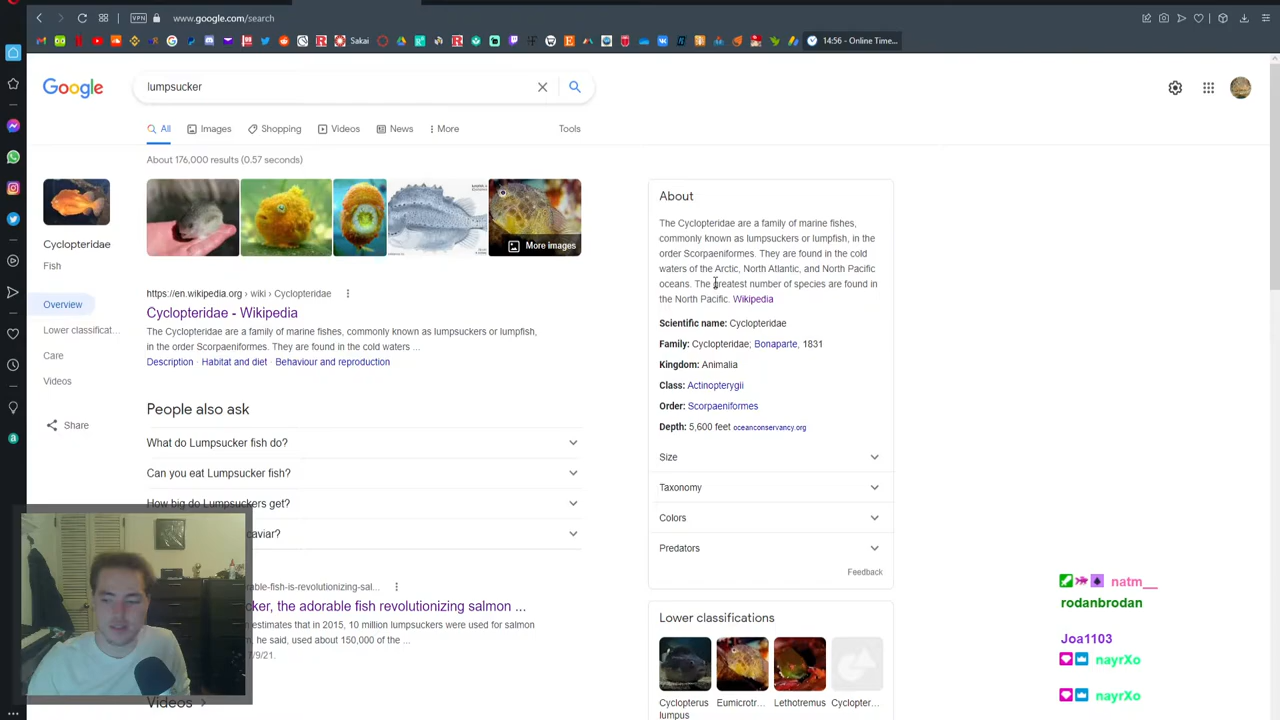 VPN
www.google.com/search
Sakai
14:56 - Online Time...
Google
lumpsucker
All
Images
Shopping
Videos
News
More
Tools
About 176,000 results (0.57 seconds)
Cyclopteridae
Fish
Overview
Lower classificat...
Care
Videos
Share
More images
https://en.wikipedia.org › wiki › Cyclopteridae
Cyclopteridae - Wikipedia
The Cyclopteridae are a family of marine fishes, commonly known as lumpsuckers or lumpfish,
in the order Scorpaeniformes. They are found in the cold waters ...
Description · Habitat and diet · Behaviour and reproduction
People also ask
What do Lumpsucker fish do?
Can you eat Lumpsucker fish?
How big do Lumpsuckers get?
caviar?
rable-fish-is-revolutionizing-sal...
cker, the adorable fish revolutionizing salmon ...
estimates that in 2015, 10 million lumpsuckers were used for salmon
m, he said, used about 150,000 of the ...
7/9/21.
Videos
About
The Cyclopteridae are a family of marine fishes,
commonly known as lumpsuckers or lumpfish, in the
order Scorpaeniformes. They are found in the cold
waters of the Arctic, North Atlantic, and North Pacific
oceans. The greatest number of species are found in
the North Pacific. Wikipedia
Scientific name: Cyclopteridae
Family: Cyclopteridae; Bonaparte, 1831
Kingdom: Animalia
Class: Actinopterygii
Order: Scorpaeniformes
Depth: 5,600 feet oceanconservancy.org
Size
Taxonomy
Colors
Predators
Feedback
Lower classifications
Cyclopterus
lumpus
Eumicrotr...
Lethotremus
Cyclopter...
natm__
rodanbrodan
Joa1103
nayrXo
nayrXo